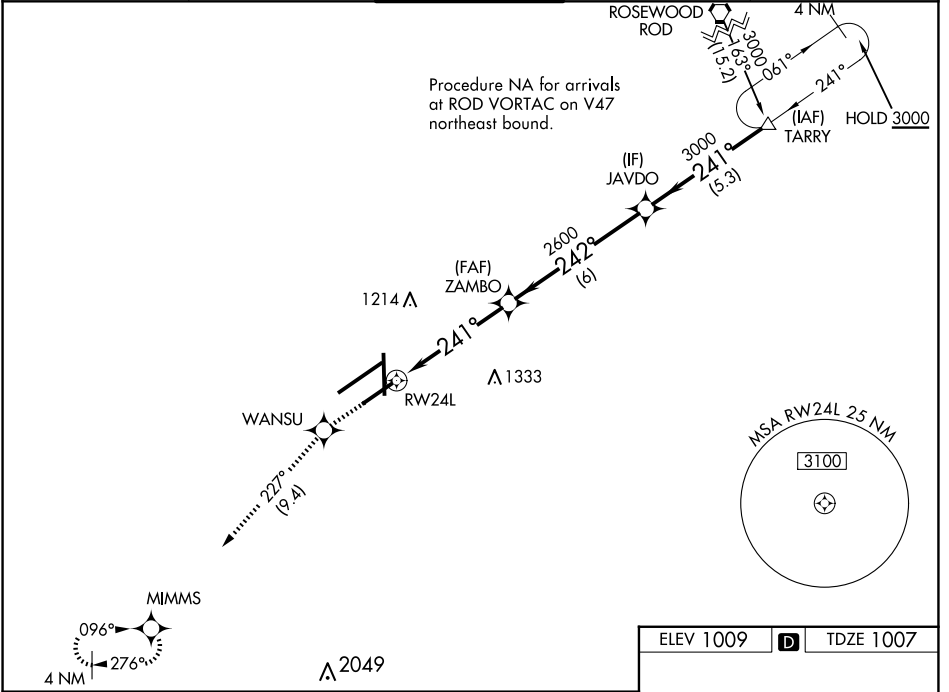 ROSEWOOD
ROD
3000
163°
(15.2)
4 NM
061°
241°
HOLD 3000
(IAF)
TARRY
Procedure NA for arrivals
at ROD VORTAC on V47
northeast bound.
3000
241°
(5.3)
(IF)
JAVDO
2600
242°
(6)
(FAF)
ZAMBO
1214
241°
1333
RW24L
WANSU
227°
(9.4)
MSA RW24L 25 NM
3100
MIMMS
096°
276°
4 NM
2049
ELEV 1009 D TDZE 1007